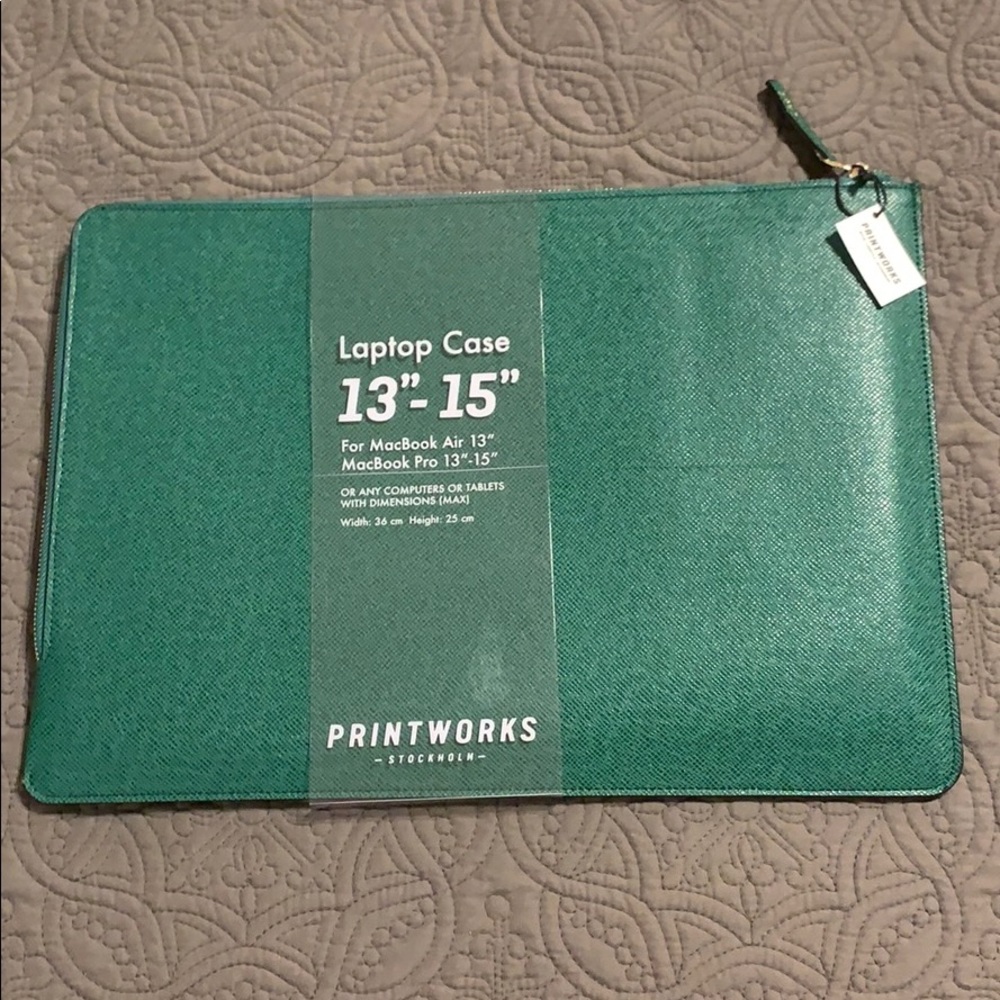 Laptop Case
13”- 15”
For MacBook Air 13”
MacBook Pro 13”-15”
OR ANY COMPUTERS OR TABLETS
WITH DIMENSIONS (MAX)
Width: 36 cm Height: 25 cm
PRINTWORKS
– STOCKHOLM –
PRINTWORKS